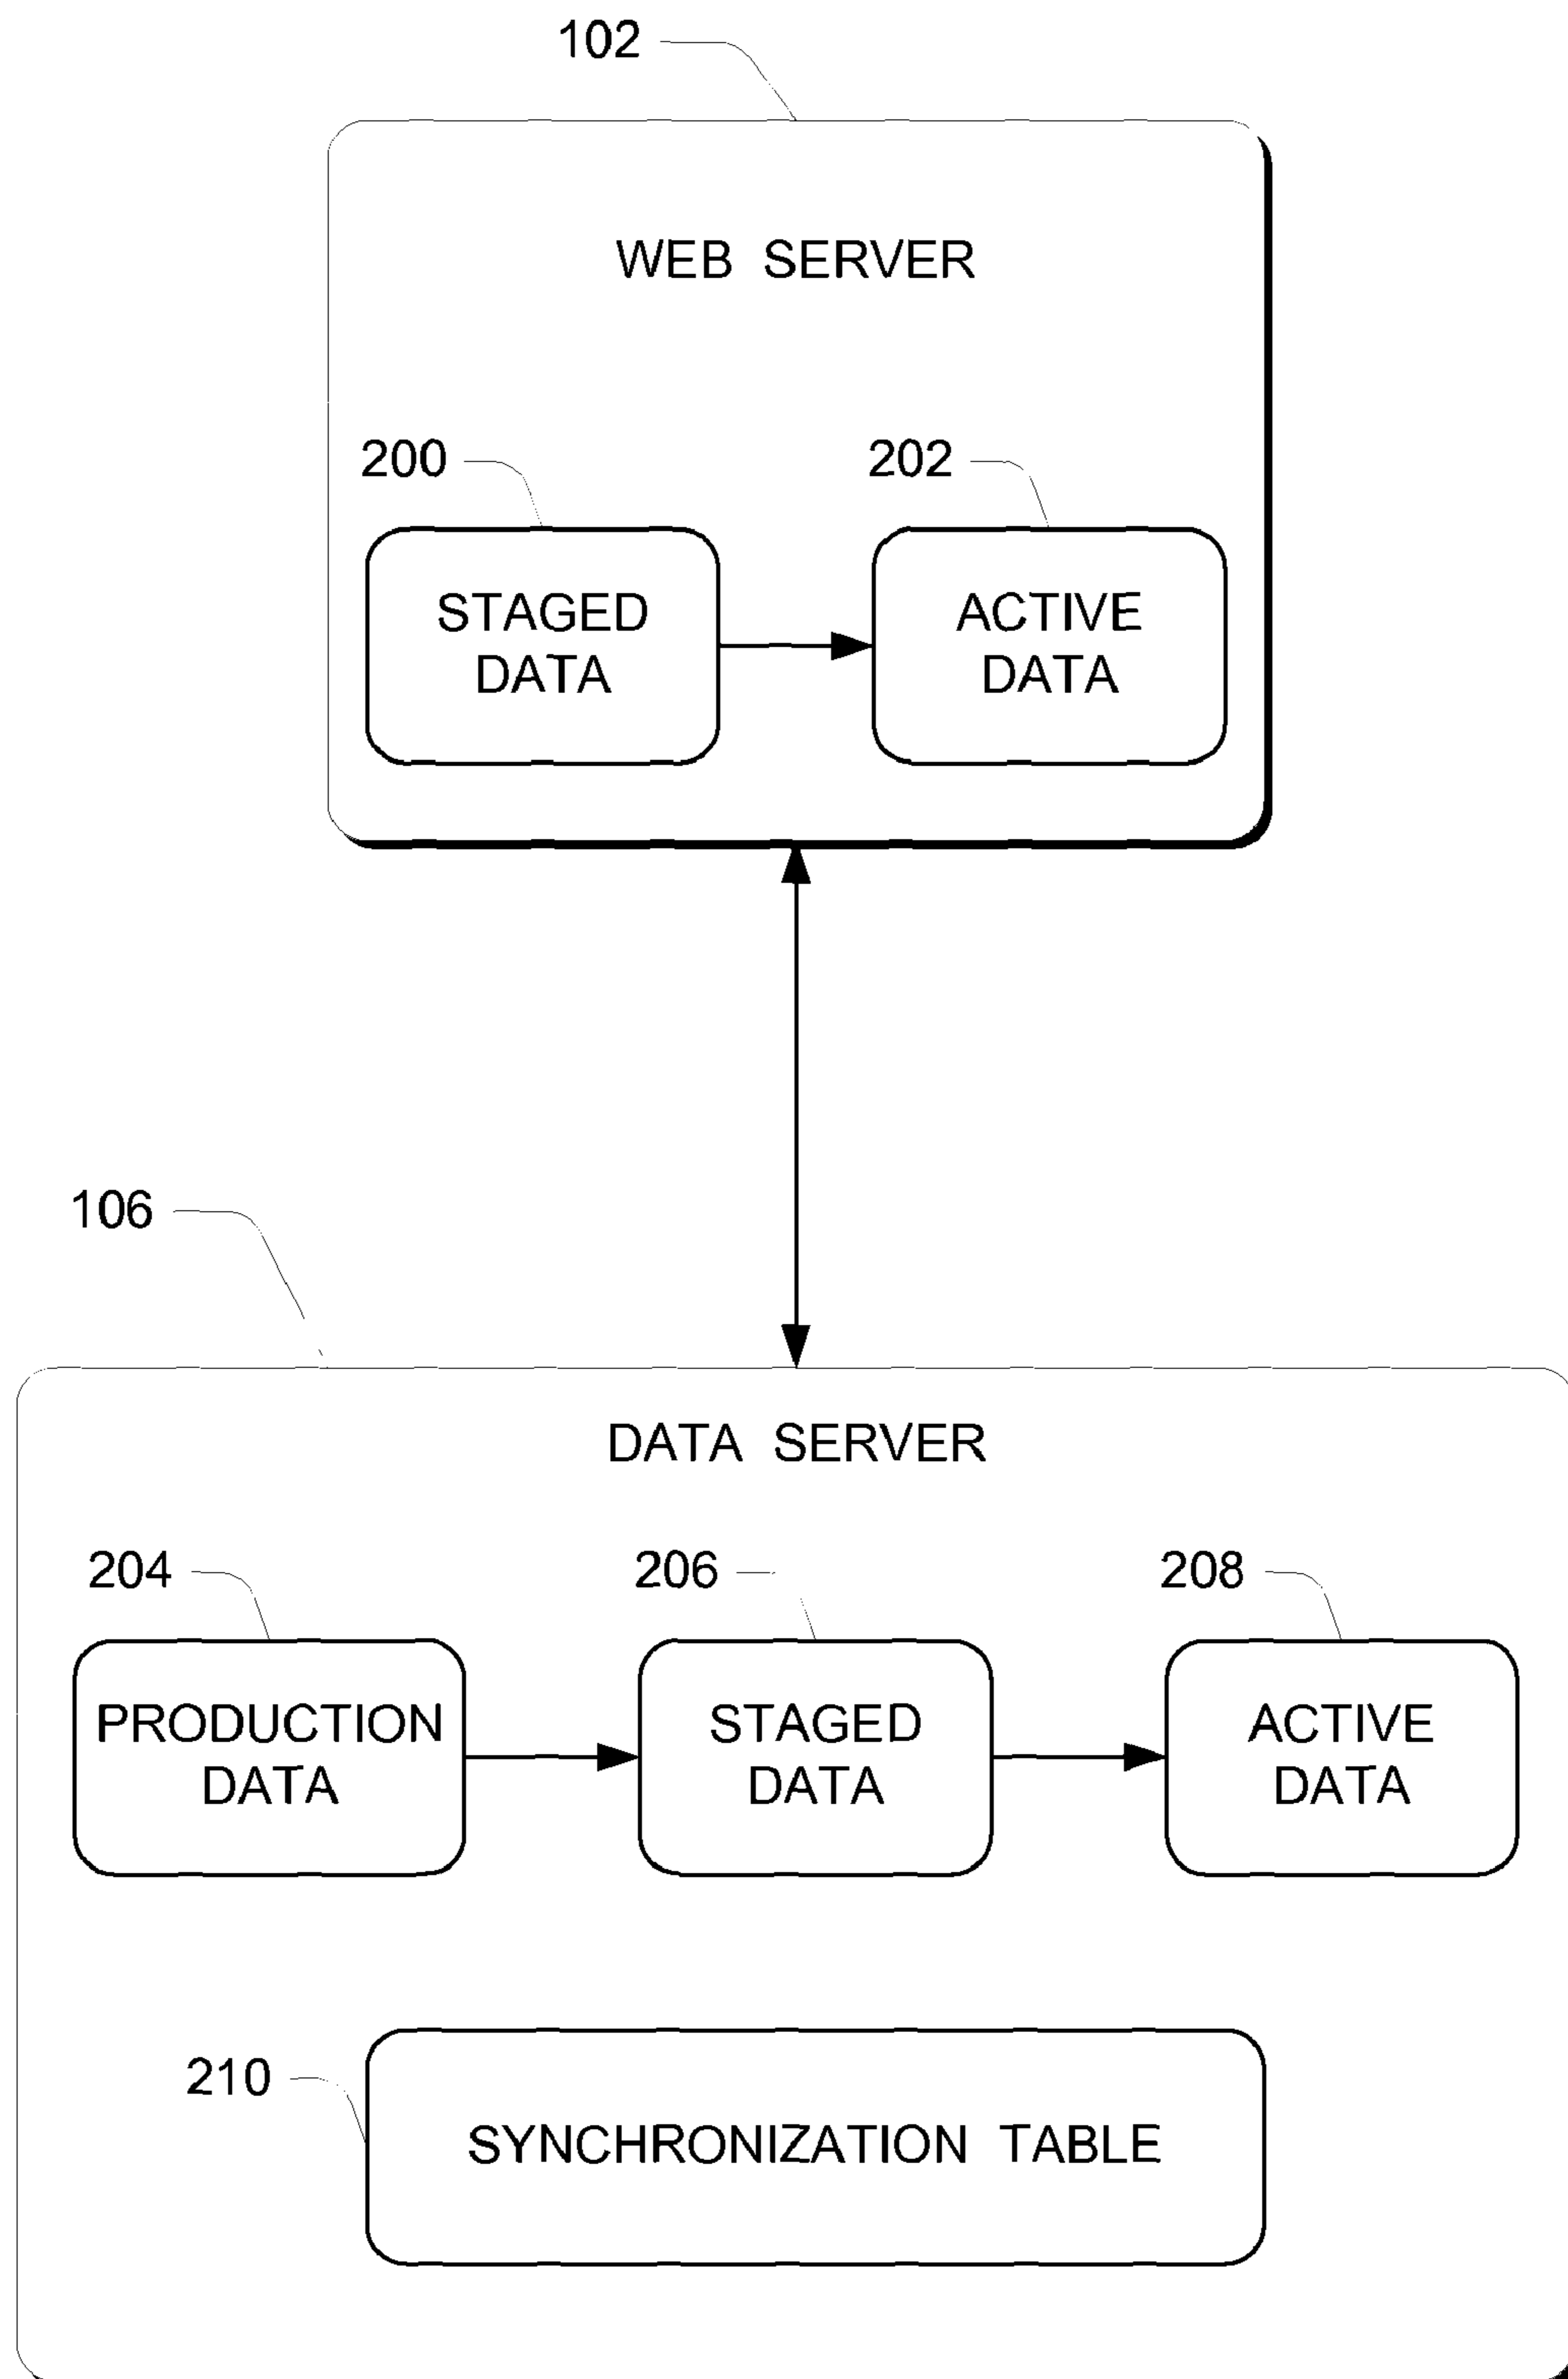 102
WEB SERVER
200
202
STAGED
DATA
ACTIVE
DATA
106
DATA SERVER
204
206
208
PRODUCTION
DATA
STAGED
DATA
ACTIVE
DATA
210
SYNCHRONIZATION TABLE